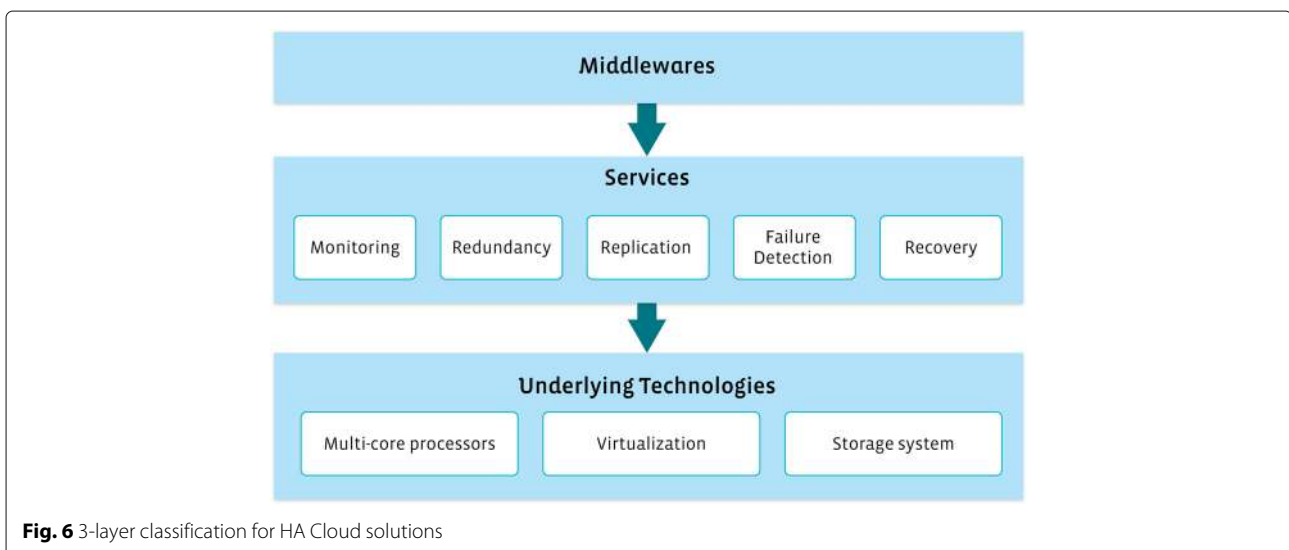 Middlewares
Services
Monitoring
Redundancy
Replication
Failure
Detection
Recovery
Underlying Technologies
Multi-core processors
Virtualization
Storage system
Fig. 6 3-layer classification for HA Cloud solutions